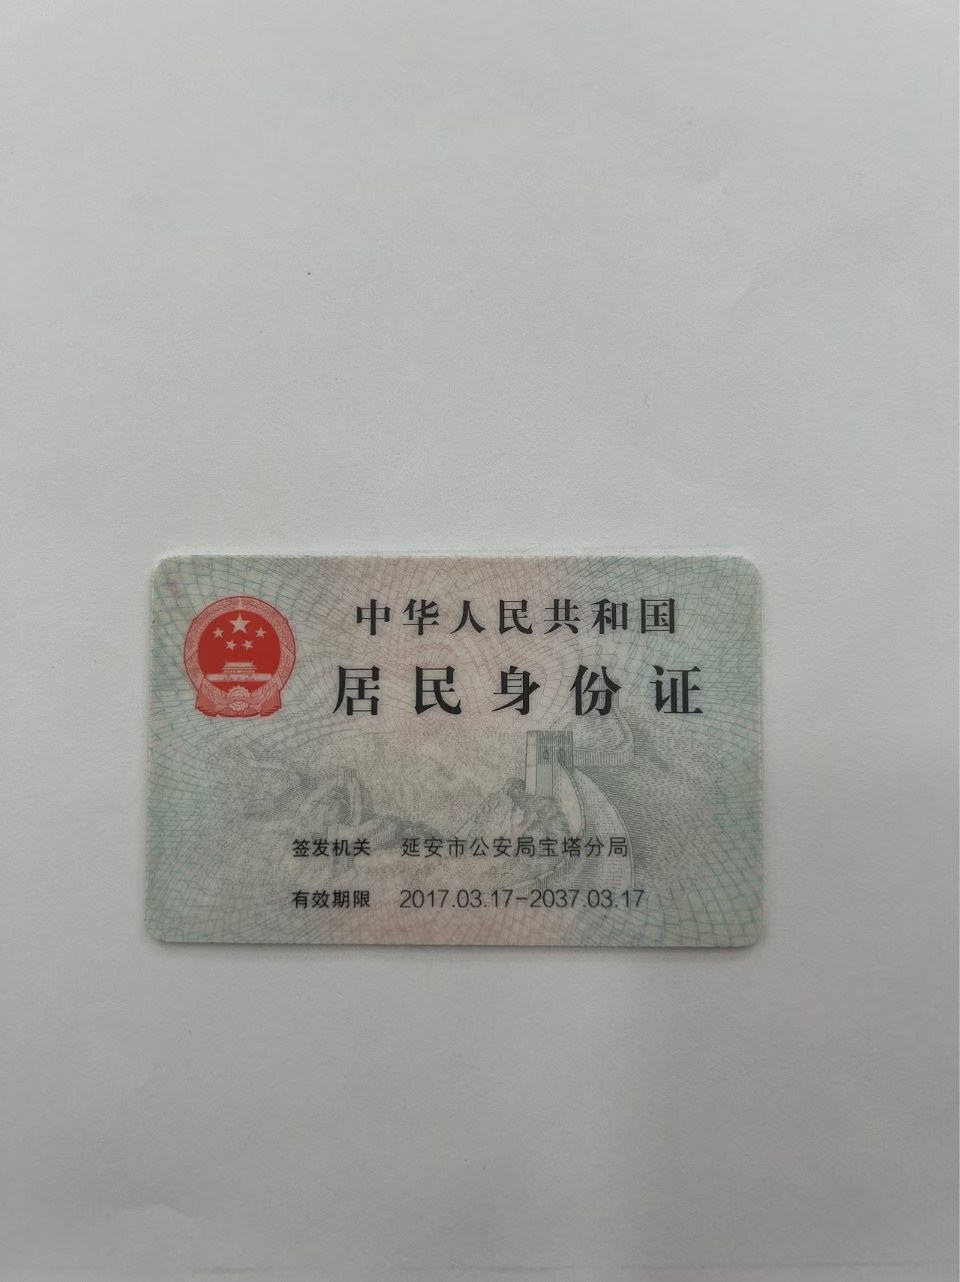 中华人民共和国
居民身份证
签发机关 延安市公安局宝塔分局
有效期限 2017.03.17-2037.03.17